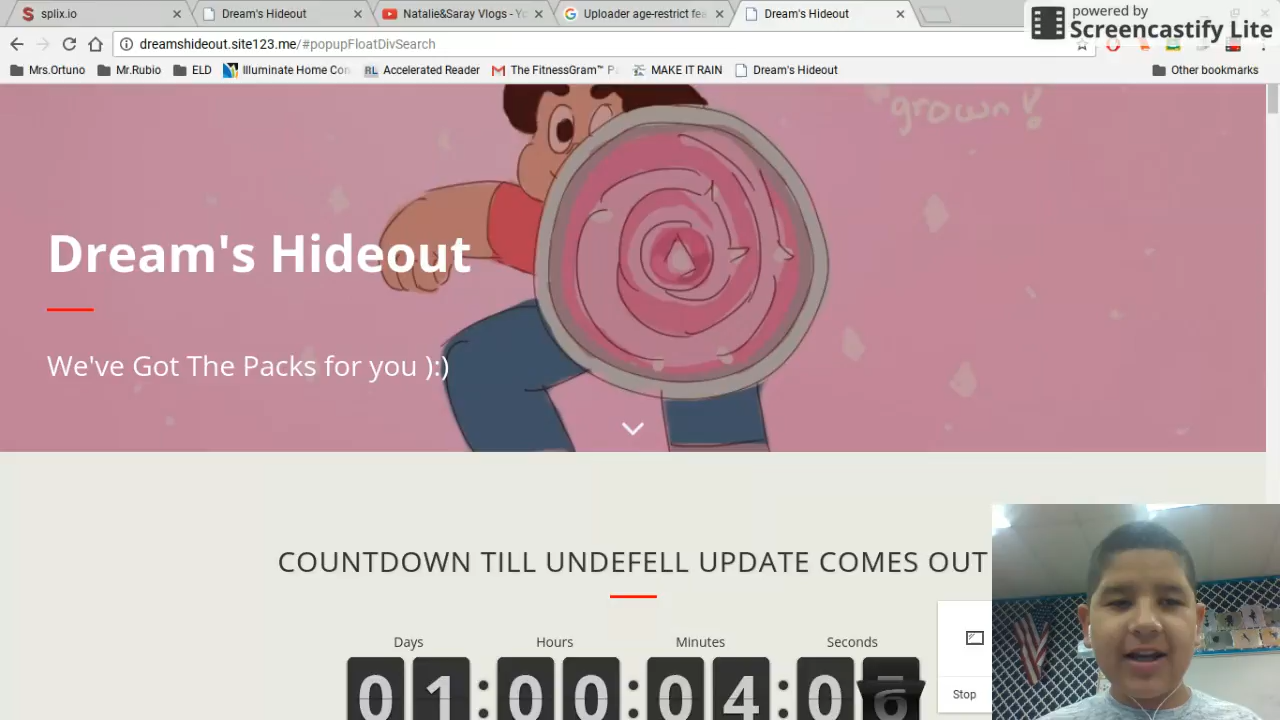 splix.io
Dream's Hideout
Natalie&Saray Vlogs - Yo
Uploader age-restrict fea
Dream's Hideout
powered by
Screencastify Lite
dreamshideout.site123.me/#popupFloatDivSearch
Mrs.Ortuno
Mr.Rubio
ELD
Illuminate Home Con
RL Accelerated Reader
The FitnessGram™ P
MAKE IT RAIN
Dream's Hideout
Other bookmarks
grown!
Dream's Hideout
We've Got The Packs for you ):)
COUNTDOWN TILL UNDEFELL UPDATE COMES OUT
Days
Hours
Minutes
Seconds
01:00:04:06
Stop